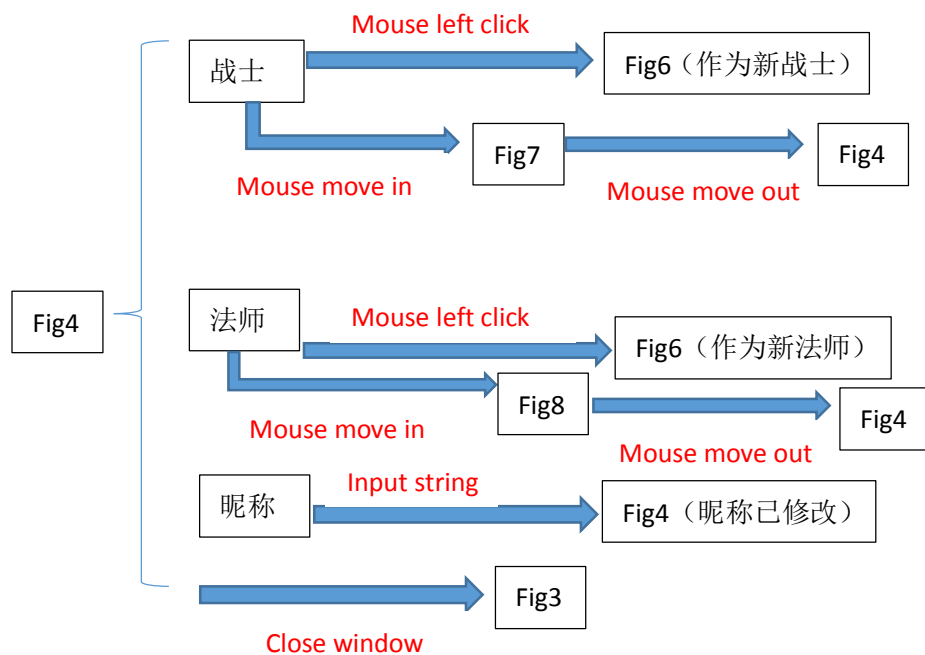 Mouse left click
战士
Fig6（作为新战士）
Fig7
Fig4
Mouse move in
Mouse move out
Fig4
法师
Mouse left click
Fig6（作为新法师）
Fig8
Fig4
Mouse move in
Mouse move out
昵称
Input string
Fig4（昵称已修改）
Fig3
Close window